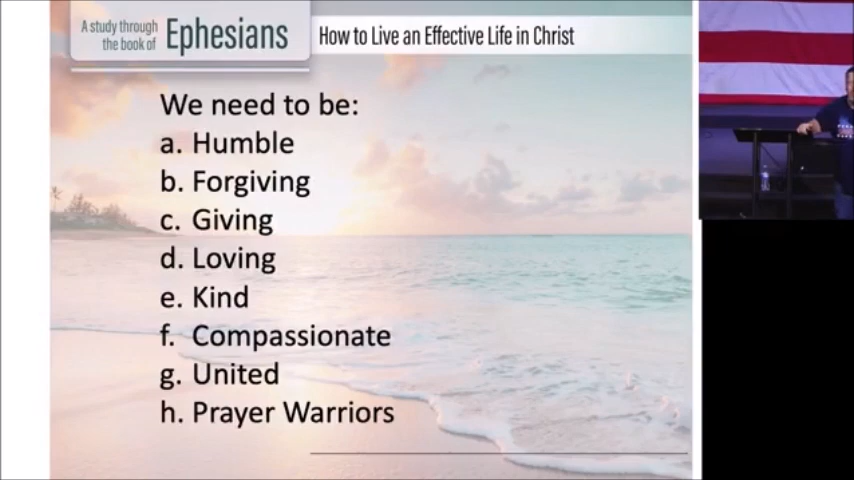 A study through
the book of
Ephesians
How to Live an Effective Life in Christ
We need to be:
a. Humble
b. Forgiving
c. Giving
d. Loving
e. Kind
f. Compassionate
g. United
h. Prayer Warriors